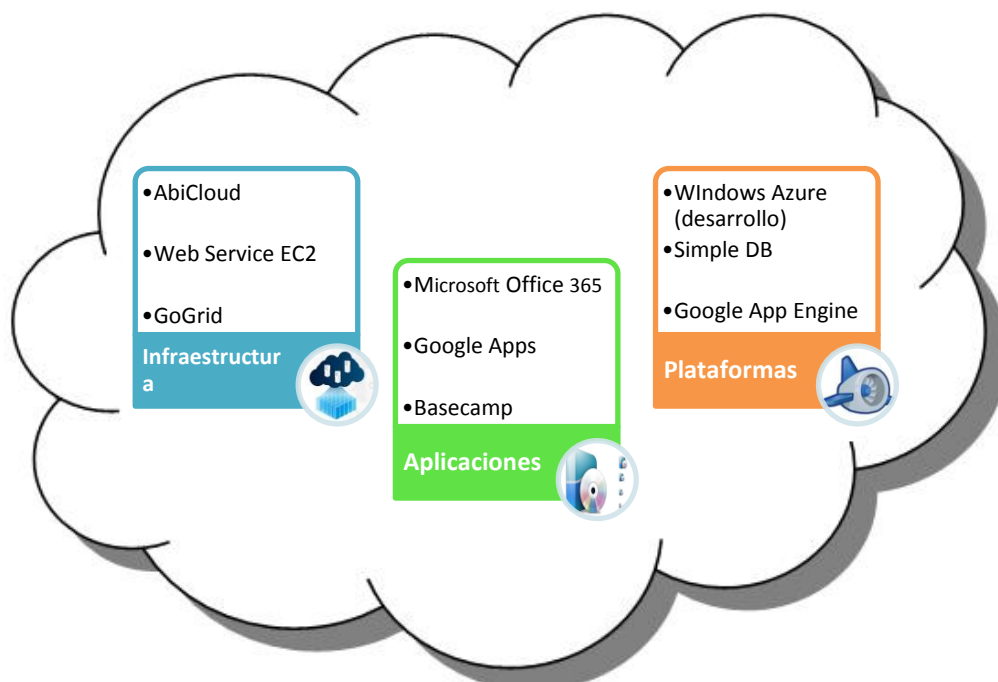 •AbiCloud
•Web Service EC2
•GoGrid
Infraestructur
a
•Microsoft Office 365
•Google Apps
•Basecamp
Aplicaciones
•WIndows Azure
(desarrollo)
•Simple DB
•Google App Engine
Plataformas